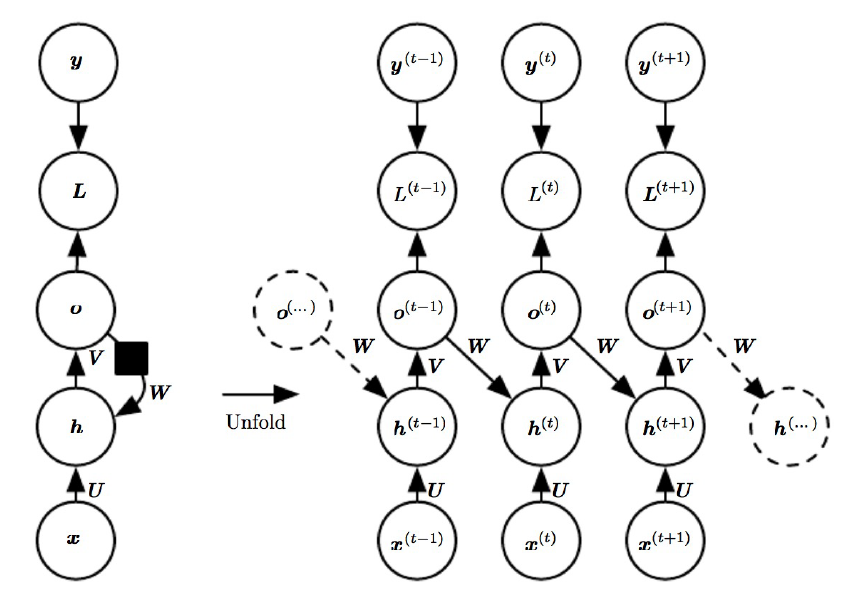 y y^(t−1) y^(t) y^(t+1)
L L^(t−1) L^(t) L^(t+1)
o o^(...) o^(t−1) o^(t) o^(t+1)
W W W W
V V V V
W
Unfold
h h^(t−1) h^(t) h^(t+1) h^(...)
U U U U
x x^(t−1) x^(t) x^(t+1)